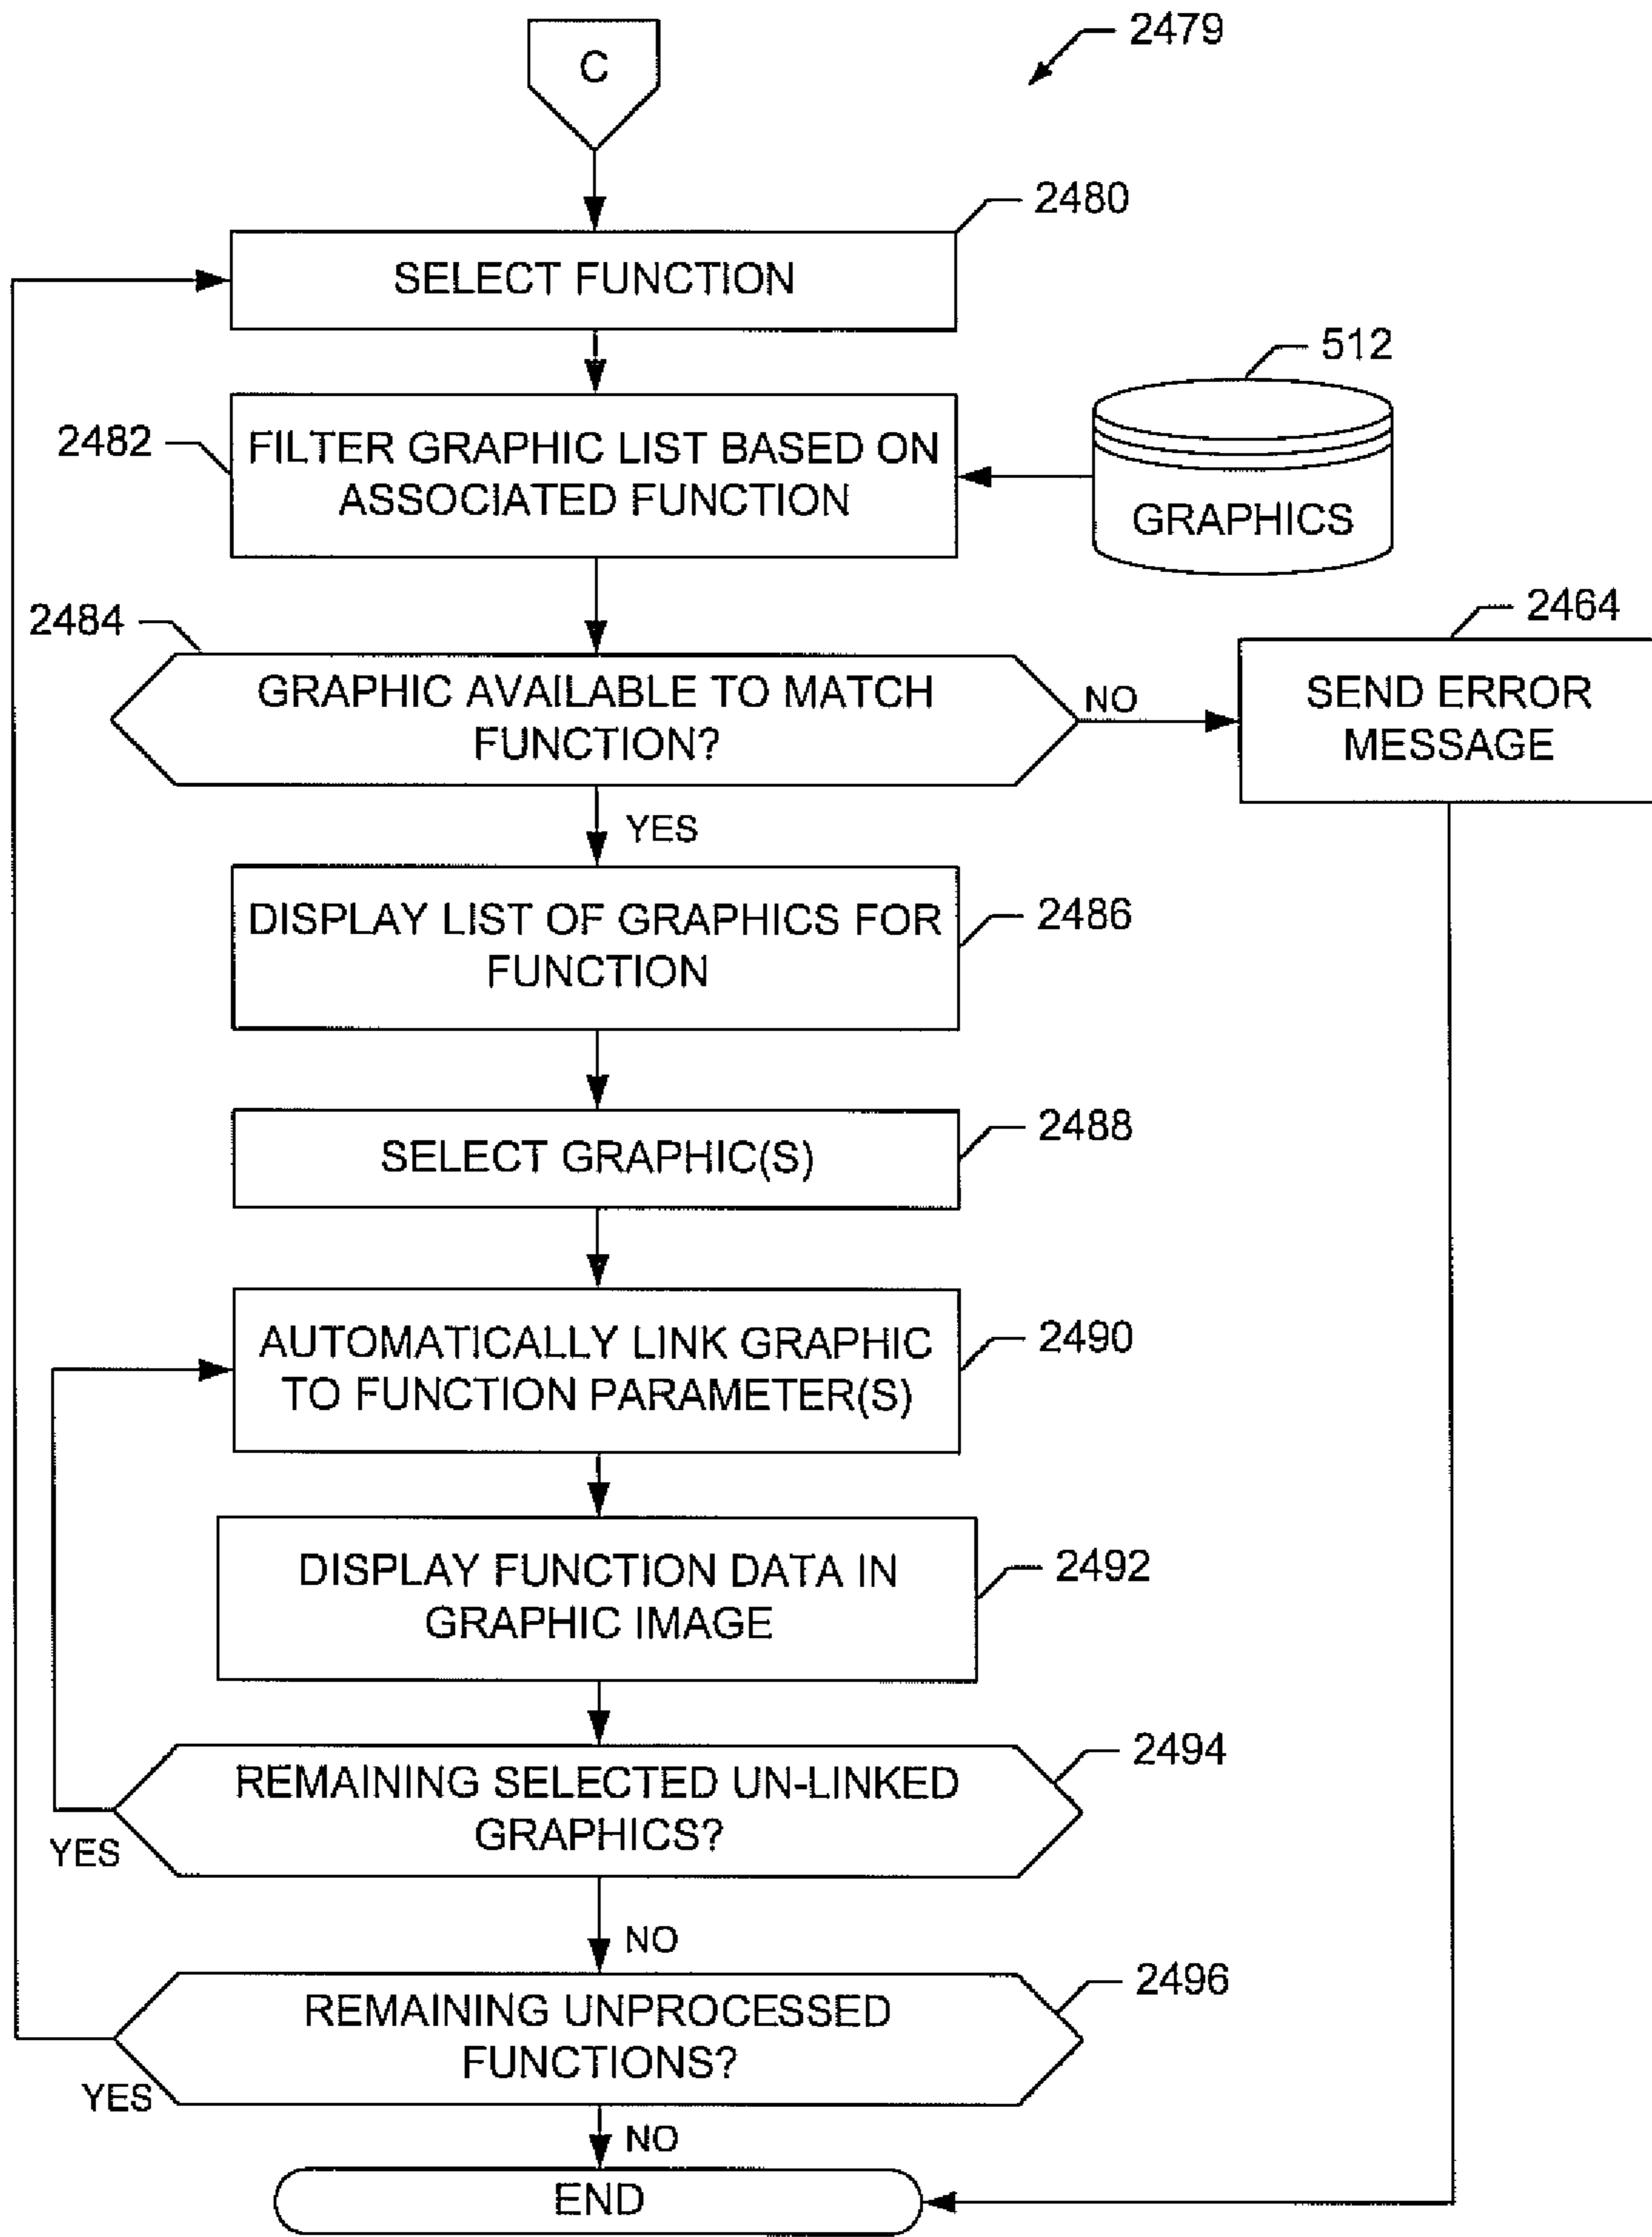 2479
C
2480
SELECT FUNCTION
512
2482
FILTER GRAPHIC LIST BASED ON
ASSOCIATED FUNCTION
GRAPHICS
2484
2464
GRAPHIC AVAILABLE TO MATCH
FUNCTION?
NO
SEND ERROR
MESSAGE
YES
DISPLAY LIST OF GRAPHICS FOR
FUNCTION
2486
SELECT GRAPHIC(S)
2488
AUTOMATICALLY LINK GRAPHIC
TO FUNCTION PARAMETER(S)
2490
DISPLAY FUNCTION DATA IN
GRAPHIC IMAGE
2492
2494
REMAINING SELECTED UN-LINKED
GRAPHICS?
YES
NO
2496
REMAINING UNPROCESSED
FUNCTIONS?
YES
NO
END